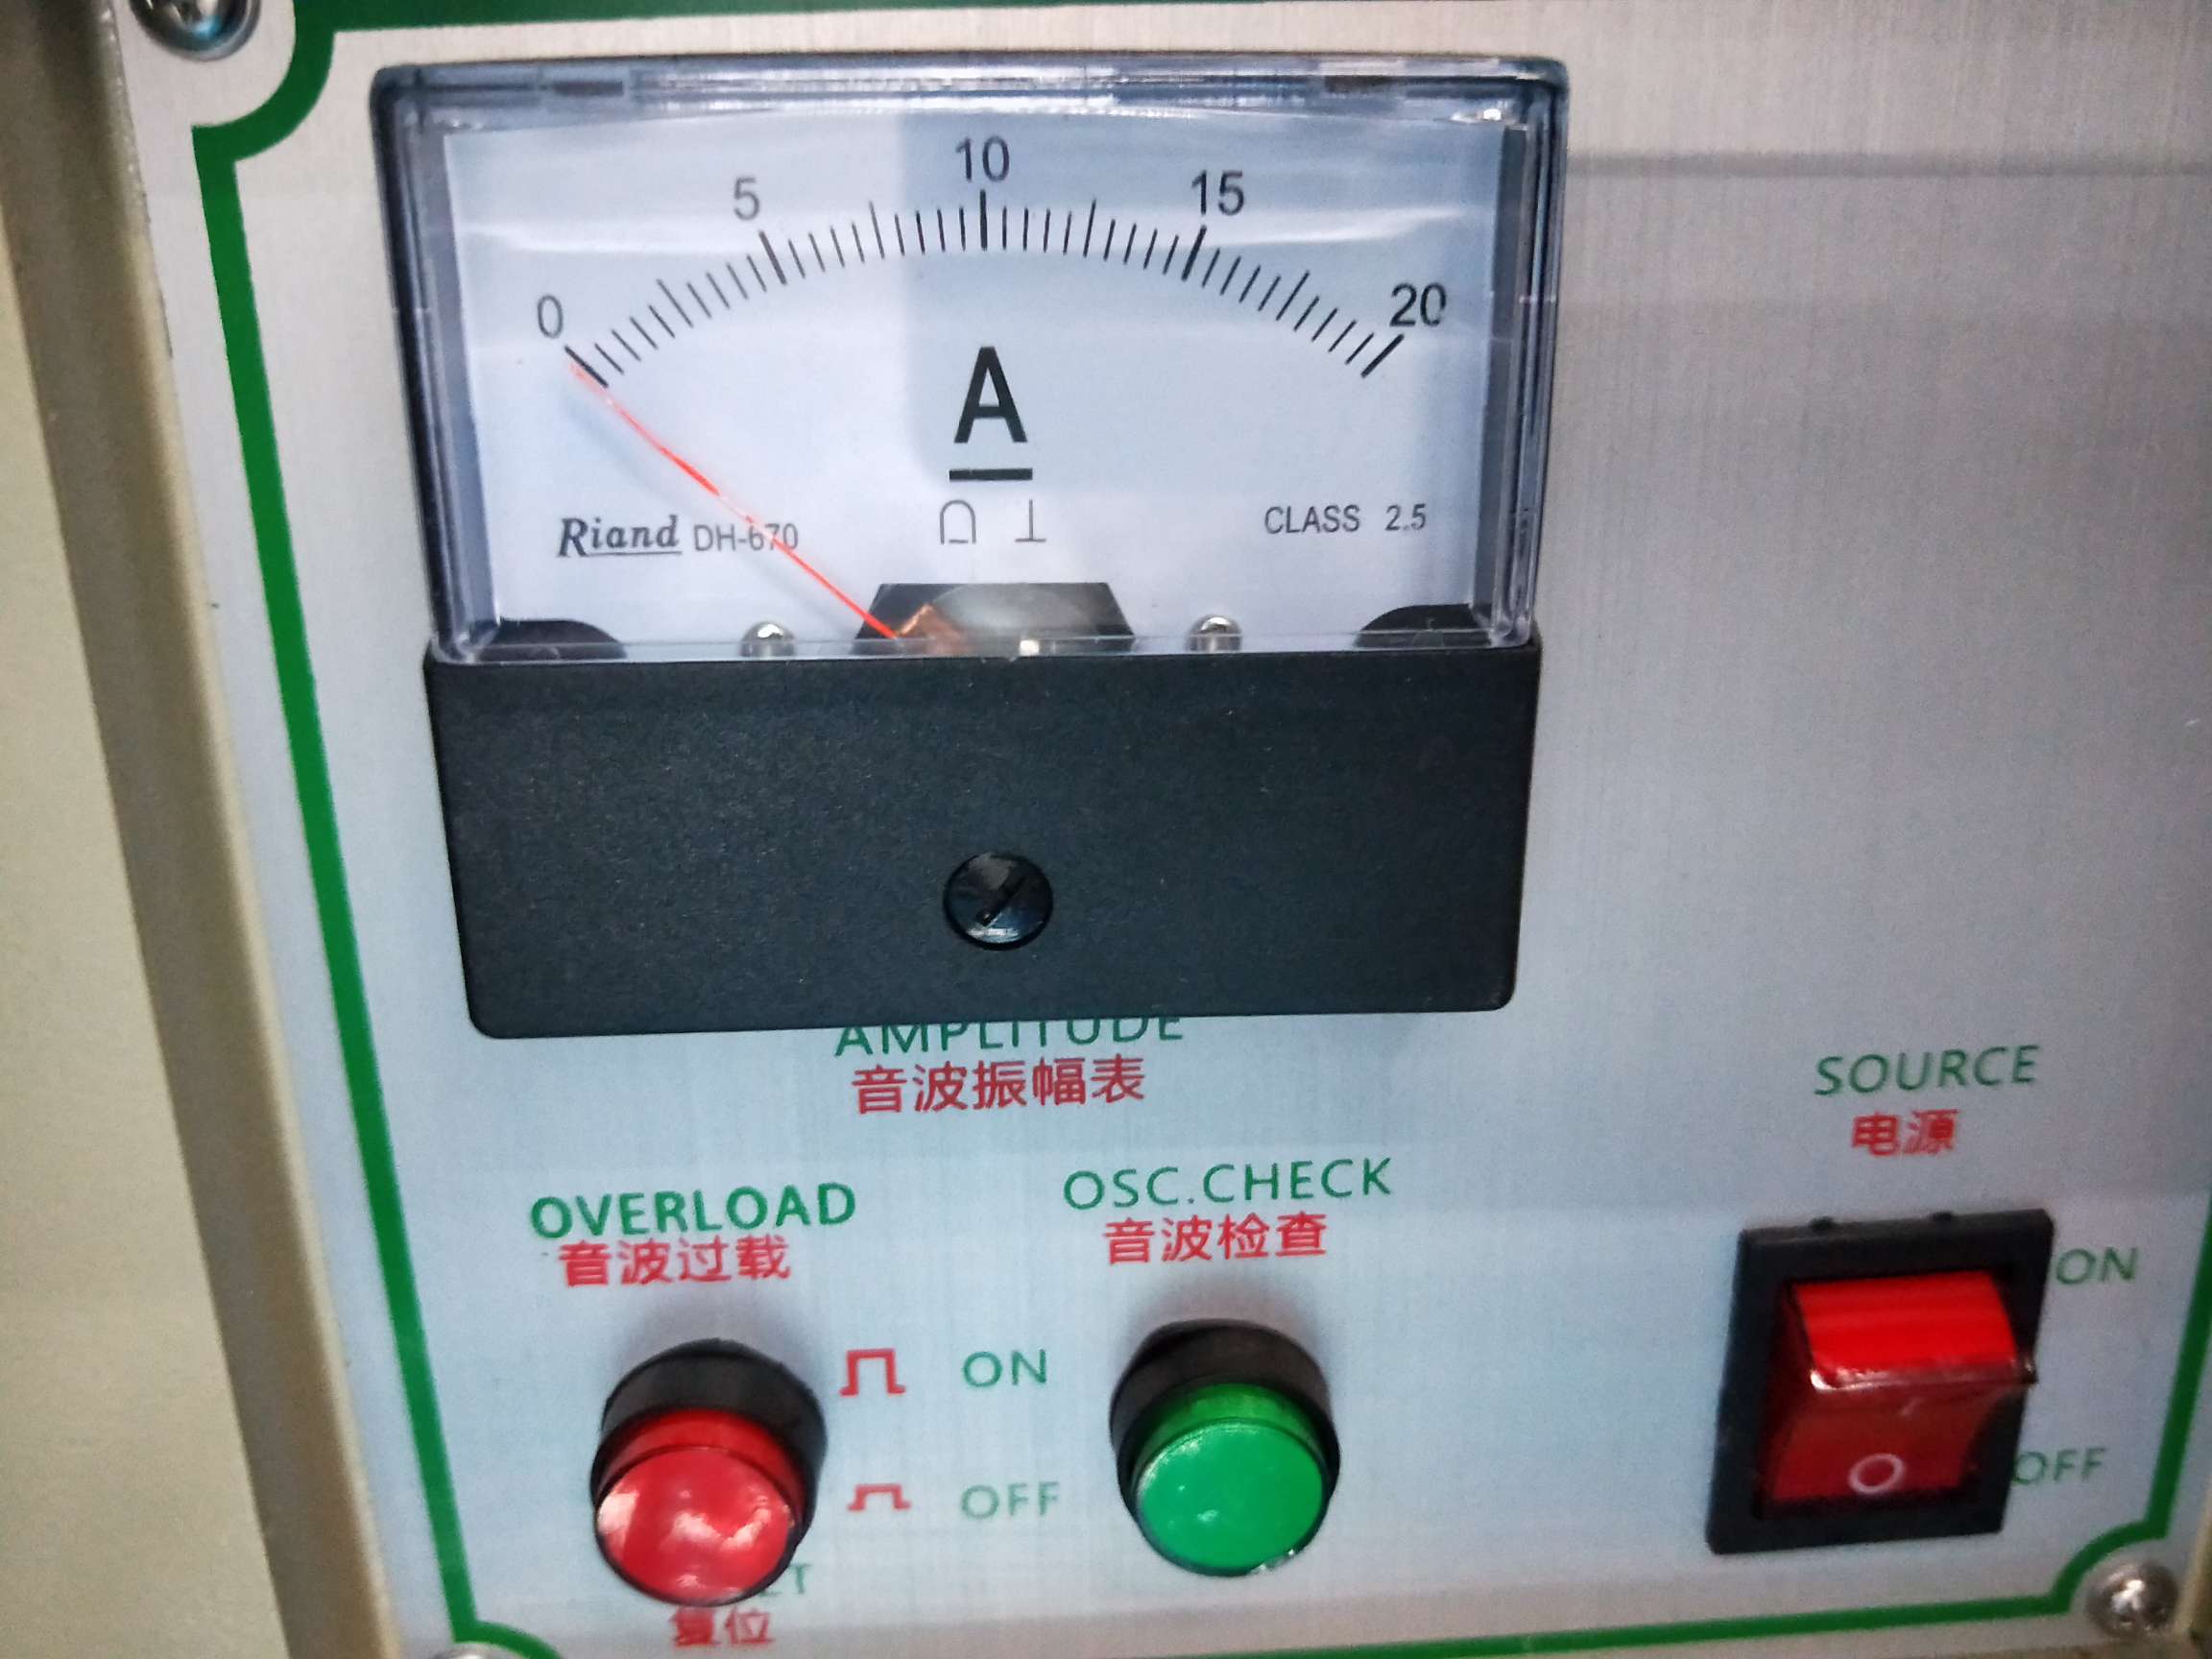 0 5 10 15 20
A
Riand DH-670
CLASS 2.5
AMPLITUDE
音波振幅表
SOURCE
电源
OVERLOAD
音波过载
OSC.CHECK
音波检查
ON
OFF
ON
OFF
复位